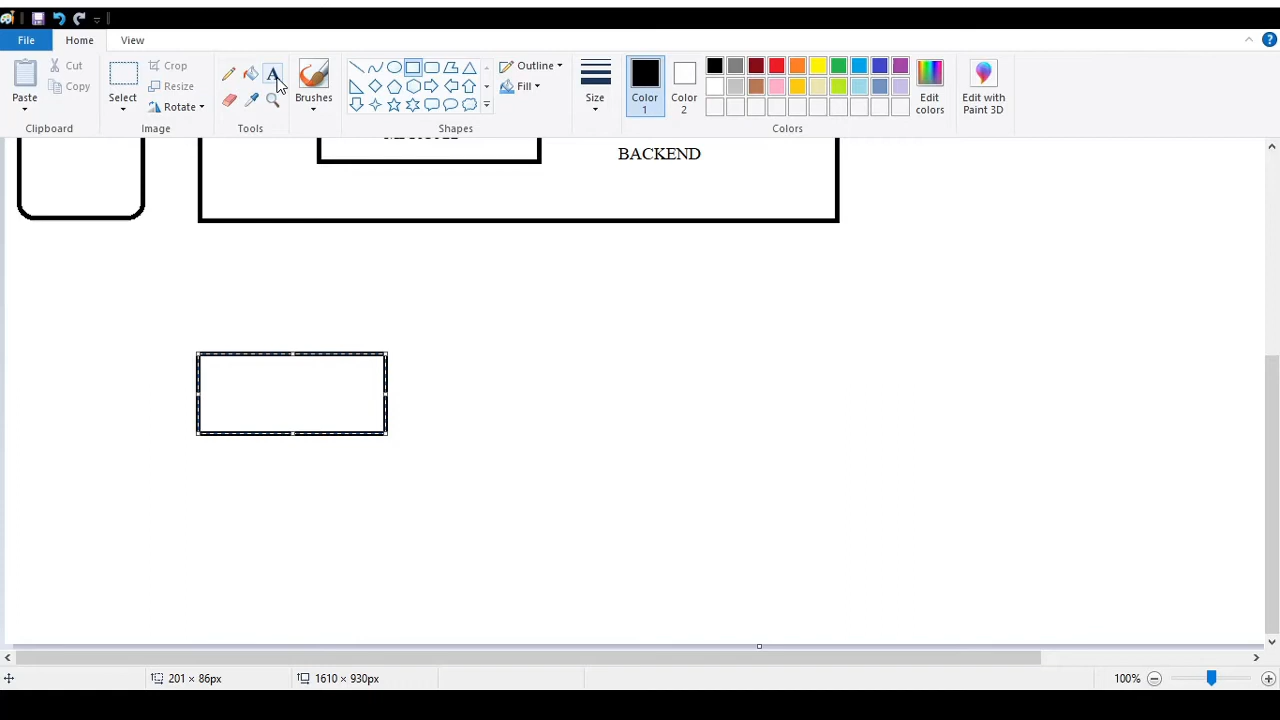 File
Home
View
Paste
Cut
Copy
Clipboard
Select
Crop
Resize
Rotate
Image
A
Tools
Brushes
Outline
Fill
Shapes
Size
Color
1
Color
2
Edit
colors
Colors
Edit with
Paint 3D
BACKEND
201 × 86px
1610 × 930px
100%